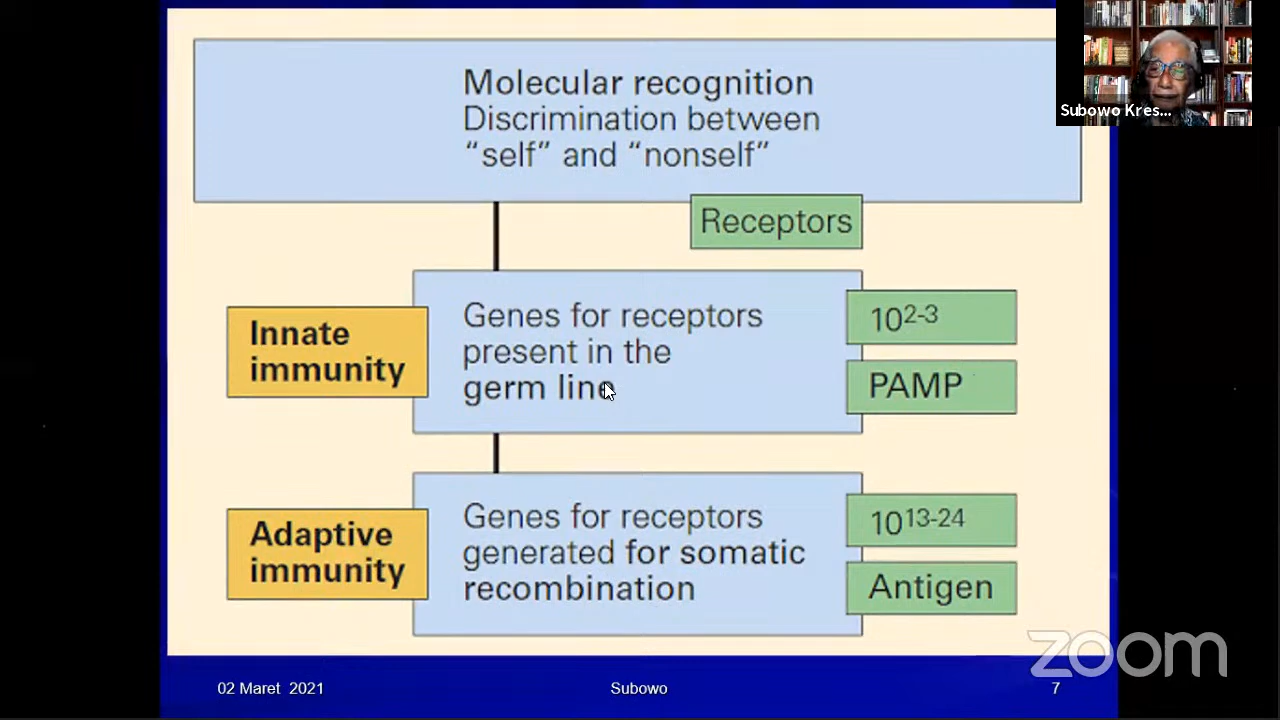 Molecular recognition
Discrimination between
“self” and “nonself”
Subowo Kres...
Receptors
Innate
immunity
Genes for receptors
present in the
germ line
10²⁻³
PAMP
Adaptive
immunity
Genes for receptors
generated for somatic
recombination
10¹³⁻²⁴
Antigen
zoom
02 Maret 2021
Subowo
7